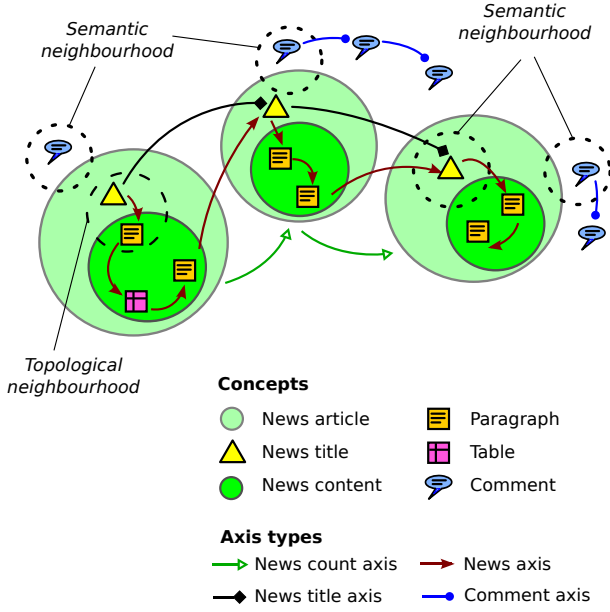 Semantic
neighbourhood
Semantic
neighbourhood
Topological
neighbourhood
Concepts
News article
Paragraph
News title
Table
News content
Comment
Axis types
News count axis
News axis
News title axis
Comment axis